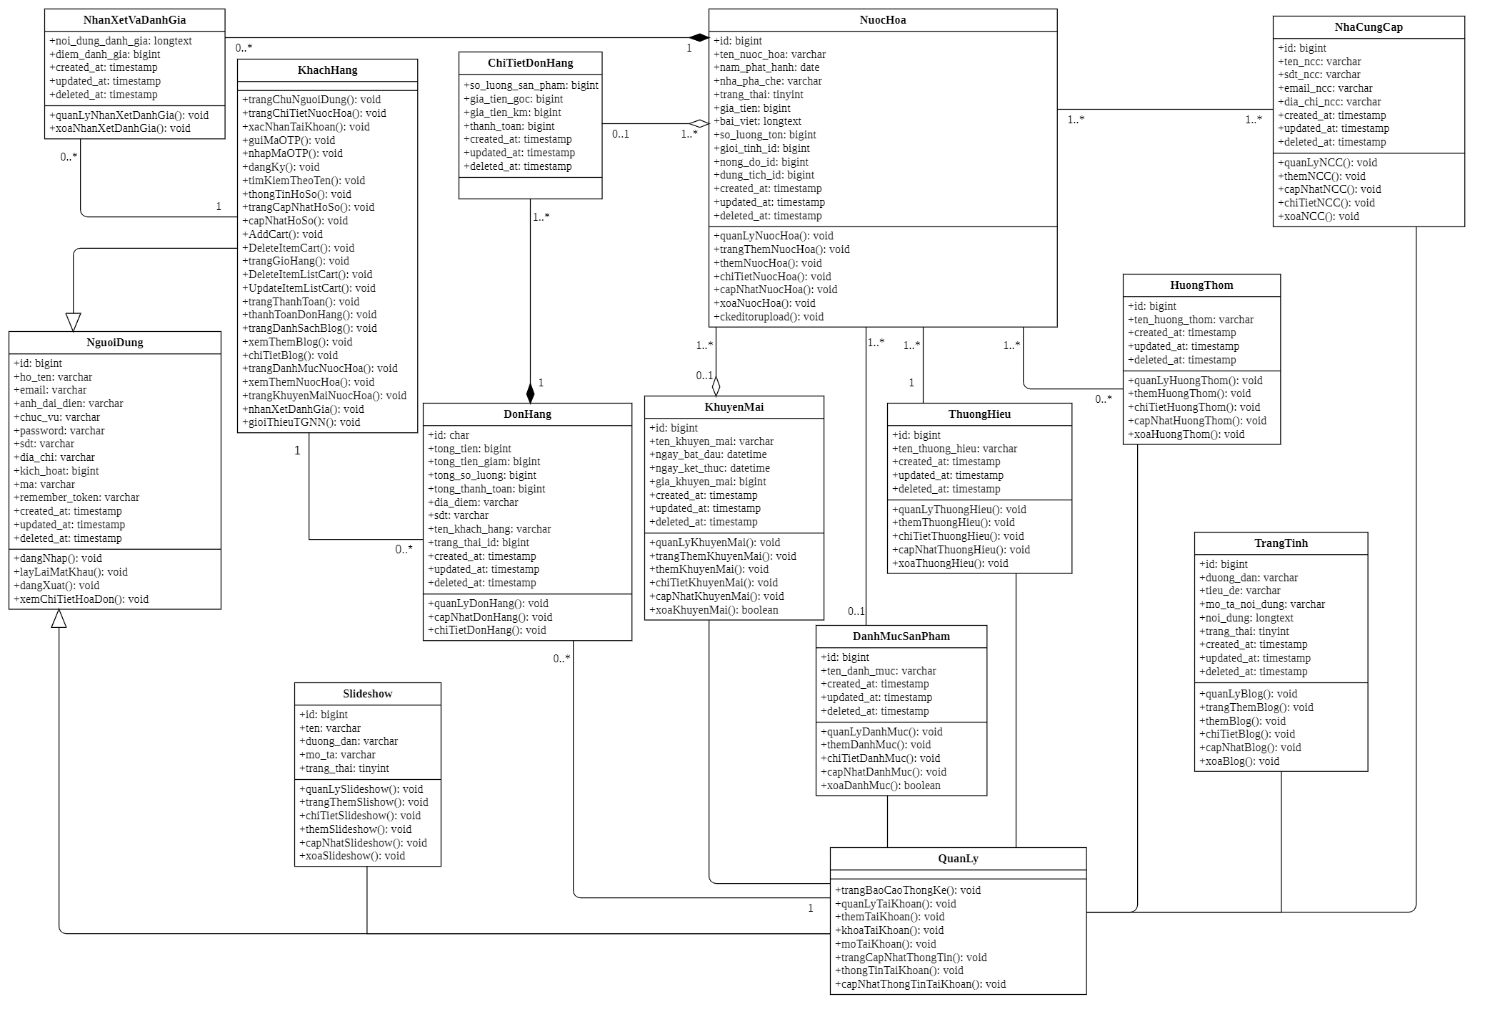 NhanXetVaDanhGia
+noi_dung_danh_gia: longtext
+diem_danh_gia: bigint
+created_at: timestamp
+updated_at: timestamp
+deleted_at: timestamp
+quanLyNhanXetDanhGia(): void
+xoaNhanXetDanhGia(): void
0..*
1
0..*
1
KhachHang
+trangChuNguoiDung(): void
+trangChiTietNuocHoa(): void
+xacNhanTaiKhoan(): void
+guiMaOTP(): void
+nhapMaOTP(): void
+dangKy(): void
+timKiemTheoTen(): void
+thongTinHoSo(): void
+trangCapNhatHoSo(): void
+capNhatHoSo(): void
+AddCart(): void
+DeleteItemCart(): void
+trangGioHang(): void
+DeleteItemListCart(): void
+UpdateItemListCart(): void
+trangThanhToan(): void
+thanhToanDonHang(): void
+trangDanhSachBlog(): void
+xemThemBlog(): void
+chiTietBlog(): void
+trangDanhMucNuocHoa(): void
+xemThemNuocHoa(): void
+trangKhuyenMaiNuocHoa(): void
+nhanXetDanhGia(): void
+gioiThieuTGNN(): void
1
0..*
ChiTietDonHang
+so_luong_san_pham: bigint
+gia_tien_goc: bigint
+gia_tien_km: bigint
+thanh_toan: bigint
+created_at: timestamp
+updated_at: timestamp
+deleted_at: timestamp
0..1
1..*
1..*
1
NuocHoa
+id: bigint
+ten_nuoc_hoa: varchar
+nam_phat_hanh: date
+nha_pha_che: varchar
+trang_thai: tinyint
+gia_tien: bigint
+bai_viet: longtext
+so_luong_ton: bigint
+gioi_tinh_id: bigint
+nong_do_id: bigint
+dung_tich_id: bigint
+created_at: timestamp
+updated_at: timestamp
+deleted_at: timestamp
+quanLyNuocHoa(): void
+trangThemNuocHoa(): void
+themNuocHoa(): void
+chiTietNuocHoa(): void
+capNhatNuocHoa(): void
+xoaNuocHoa(): void
+ckeditorupload(): void
1..*
1..*
NhaCungCap
+id: bigint
+ten_ncc: varchar
+sdt_ncc: varchar
+email_ncc: varchar
+dia_chi_ncc: varchar
+created_at: timestamp
+updated_at: timestamp
+deleted_at: timestamp
+quanLyNCC(): void
+themNCC(): void
+capNhatNCC(): void
+chiTietNCC(): void
+xoaNCC(): void
1..*
0..1
1..*
0..1
1..*
1
1..*
0..*
HuongThom
+id: bigint
+ten_huong_thom: varchar
+created_at: timestamp
+updated_at: timestamp
+deleted_at: timestamp
+quanLyHuongThom(): void
+themHuongThom(): void
+chiTietHuongThom(): void
+capNhatHuongThom(): void
+xoaHuongThom(): void
NguoiDung
+id: bigint
+ho_ten: varchar
+email: varchar
+anh_dai_dien: varchar
+chuc_vu: varchar
+password: varchar
+sdt: varchar
+dia_chi: varchar
+kich_hoat: bigint
+ma: varchar
+remember_token: varchar
+created_at: timestamp
+updated_at: timestamp
+deleted_at: timestamp
+dangNhap(): void
+layLaiMatKhau(): void
+dangXuat(): void
+xemChiTietHoaDon(): void
DonHang
+id: char
+tong_tien: bigint
+tong_tien_giam: bigint
+tong_so_luong: bigint
+tong_thanh_toan: bigint
+dia_diem: varchar
+sdt: varchar
+ten_khach_hang: varchar
+trang_thai_id: bigint
+created_at: timestamp
+updated_at: timestamp
+deleted_at: timestamp
+quanLyDonHang(): void
+capNhatDonHang(): void
+chiTietDonHang(): void
0..*
1
KhuyenMai
+id: bigint
+ten_khuyen_mai: varchar
+ngay_bat_dau: datetime
+ngay_ket_thuc: datetime
+gia_khuyen_mai: bigint
+created_at: timestamp
+updated_at: timestamp
+deleted_at: timestamp
+quanLyKhuyenMai(): void
+trangThemKhuyenMai(): void
+themKhuyenMai(): void
+chiTietKhuyenMai(): void
+capNhatKhuyenMai(): void
+xoaKhuyenMai(): boolean
ThuongHieu
+id: bigint
+ten_thuong_hieu: varchar
+created_at: timestamp
+updated_at: timestamp
+deleted_at: timestamp
+quanLyThuongHieu(): void
+themThuongHieu(): void
+chiTietThuongHieu(): void
+capNhatThuongHieu(): void
+xoaThuongHieu(): void
TrangTinh
+id: bigint
+duong_dan: varchar
+tieu_de: varchar
+mo_ta_noi_dung: varchar
+noi_dung: longtext
+trang_thai: tinyint
+created_at: timestamp
+updated_at: timestamp
+deleted_at: timestamp
+quanLyBlog(): void
+trangThemBlog(): void
+themBlog(): void
+chiTietBlog(): void
+capNhatBlog(): void
+xoaBlog(): void
DanhMucSanPham
+id: bigint
+ten_danh_muc: varchar
+created_at: timestamp
+updated_at: timestamp
+deleted_at: timestamp
+quanLyDanhMuc(): void
+themDanhMuc(): void
+chiTietDanhMuc(): void
+capNhatDanhMuc(): void
+xoaDanhMuc(): boolean
Slideshow
+id: bigint
+ten: varchar
+duong_dan: varchar
+mo_ta: varchar
+trang_thai: tinyint
+quanLySlideshow(): void
+trangThemSlishow(): void
+chiTietSlideshow(): void
+themSlideshow(): void
+capNhatSlideshow(): void
+xoaSlideshow(): void
QuanLy
+trangBaoCaoThongKe(): void
+quanLyTaiKhoan(): void
+themTaiKhoan(): void
+khoaTaiKhoan(): void
+moTaiKhoan(): void
+trangCapNhatThongTin(): void
+thongTinTaiKhoan(): void
+capNhatThongTinTaiKhoan(): void